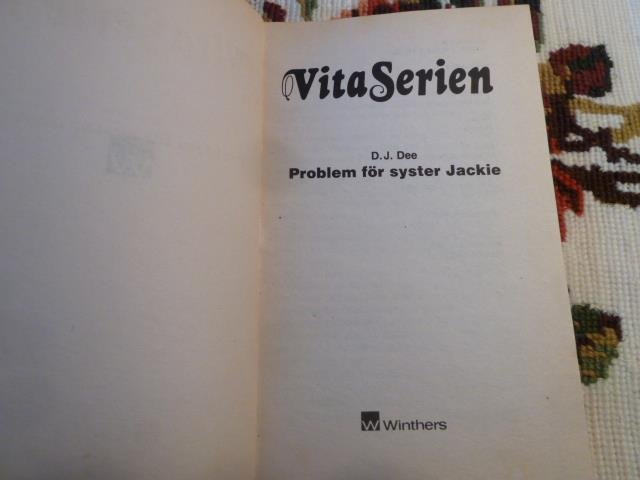 VitaSerien
D.J. Dee
Problem för syster Jackie
W Winthers